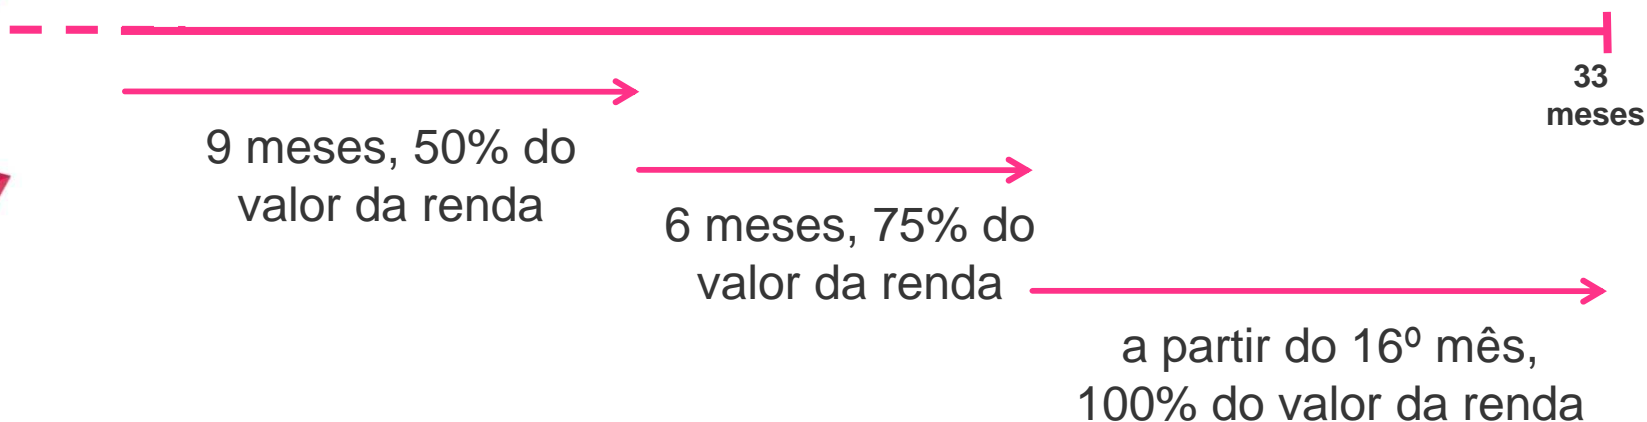 33
meses
9 meses, 50% do
valor da renda
6 meses, 75% do
valor da renda
a partir do 16º mês,
100% do valor da renda